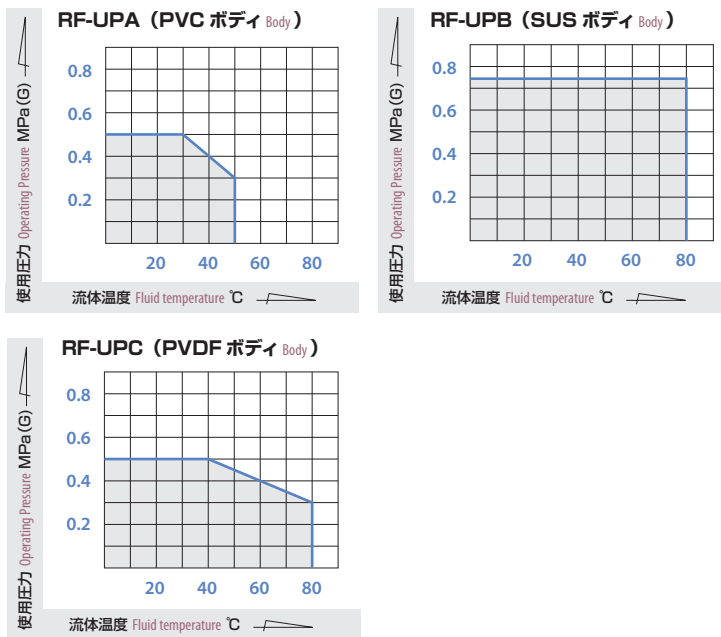 RF-UPA（PVC ボディ Body）
使用圧力 Operating Pressure MPa(G)
0.8
0.6
0.4
0.2
20 40 60 80
流体温度 Fluid temperature ℃
RF-UPB（SUS ボディ Body）
使用圧力 Operating Pressure MPa(G)
0.8
0.6
0.4
0.2
20 40 60 80
流体温度 Fluid temperature ℃
RF-UPC（PVDF ボディ Body）
使用圧力 Operating Pressure MPa(G)
0.8
0.6
0.4
0.2
20 40 60 80
流体温度 Fluid temperature ℃